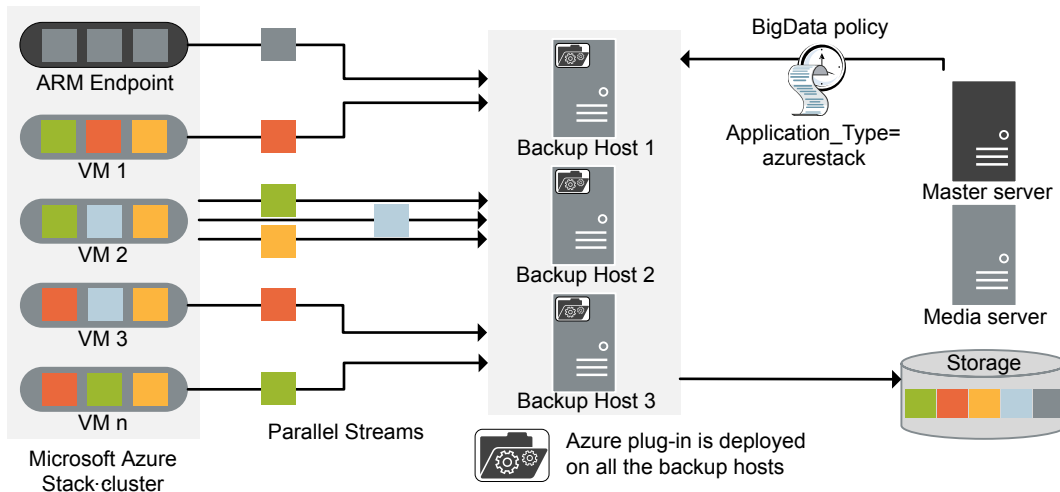 ARM Endpoint
VM 1
VM 2
VM 3
VM n
Microsoft Azure
Stack·cluster
Parallel Streams
Backup Host 1
Backup Host 2
Backup Host 3
Azure plug-in is deployed
on all the backup hosts
BigData policy
Application_Type=
azurestack
Master server
Media server
Storage